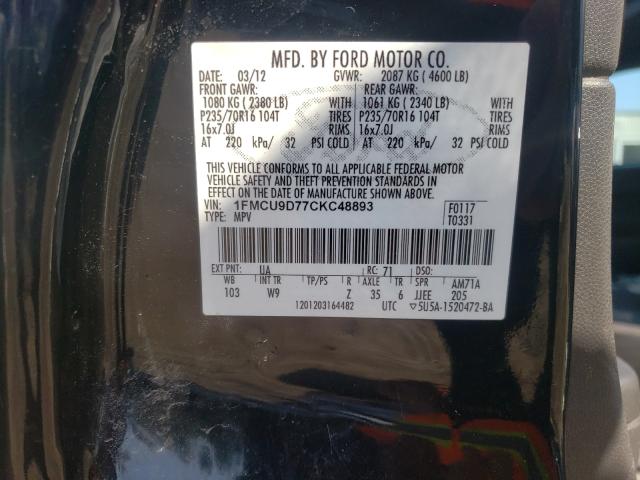 MFD. BY FORD MOTOR CO.
DATE: 03/12 GVWR: 2087 KG ( 4600 LB)
FRONT GAWR: REAR GAWR:
1080 KG ( 2380 LB) WITH 1061 KG ( 2340 LB) WITH
P235/70R16 104T TIRES P235/70R16 104T TIRES
16x7.0J RIMS 16x7.0J RIMS
AT 220 kPa/ 32 PSI COLD AT 220 kPa/ 32 PSI COLD
THIS VEHICLE CONFORMS TO ALL APPLICABLE FEDERAL MOTOR
VEHICLE SAFETY AND THEFT PREVENTION STANDARDS IN
EFFECT ON THE DATE OF MANUFACTURE SHOWN ABOVE.
VIN: 1FMCU9D77CKC48893 F0117
TYPE: MPV T0331
EXT PNT: UA RC: 71 DSO:
WB INT TR TP/PS R AXLE TR SPR AM71A
103 W9 Z 35 6 JJEE 205
1201203164482 UTC ▽5U5A-1520472-BA